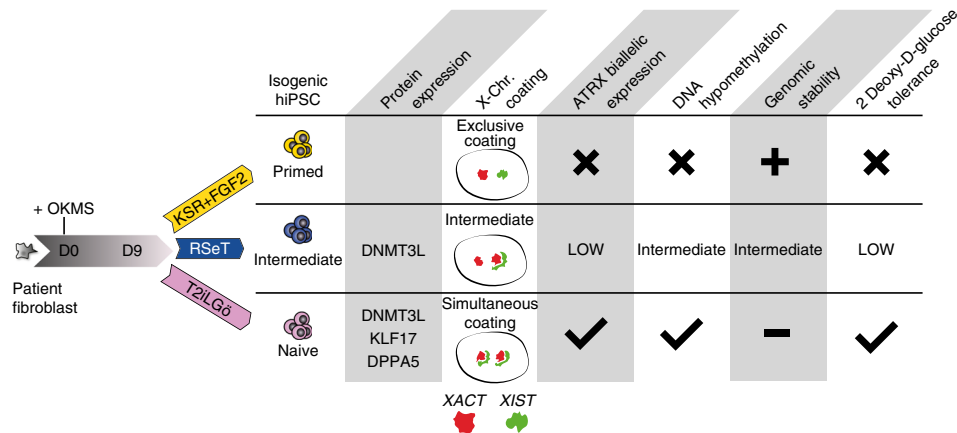 Isogenic
hiPSC
Protein
expression
X-Chr.
coating
ATRX biallelic
expression
DNA
hypomethylation
Genomic
stability
2 Deoxy-D-glucose
tolerance
+ OKMS
D0
D9
Patient
fibroblast
KSR+FGF2
RSeT
T2iLGö
Primed
Exclusive
coating
Intermediate
DNMT3L
Intermediate
LOW
Intermediate
Intermediate
LOW
Naive
DNMT3L
KLF17
DPPA5
Simultaneous
coating
XACT
XIST